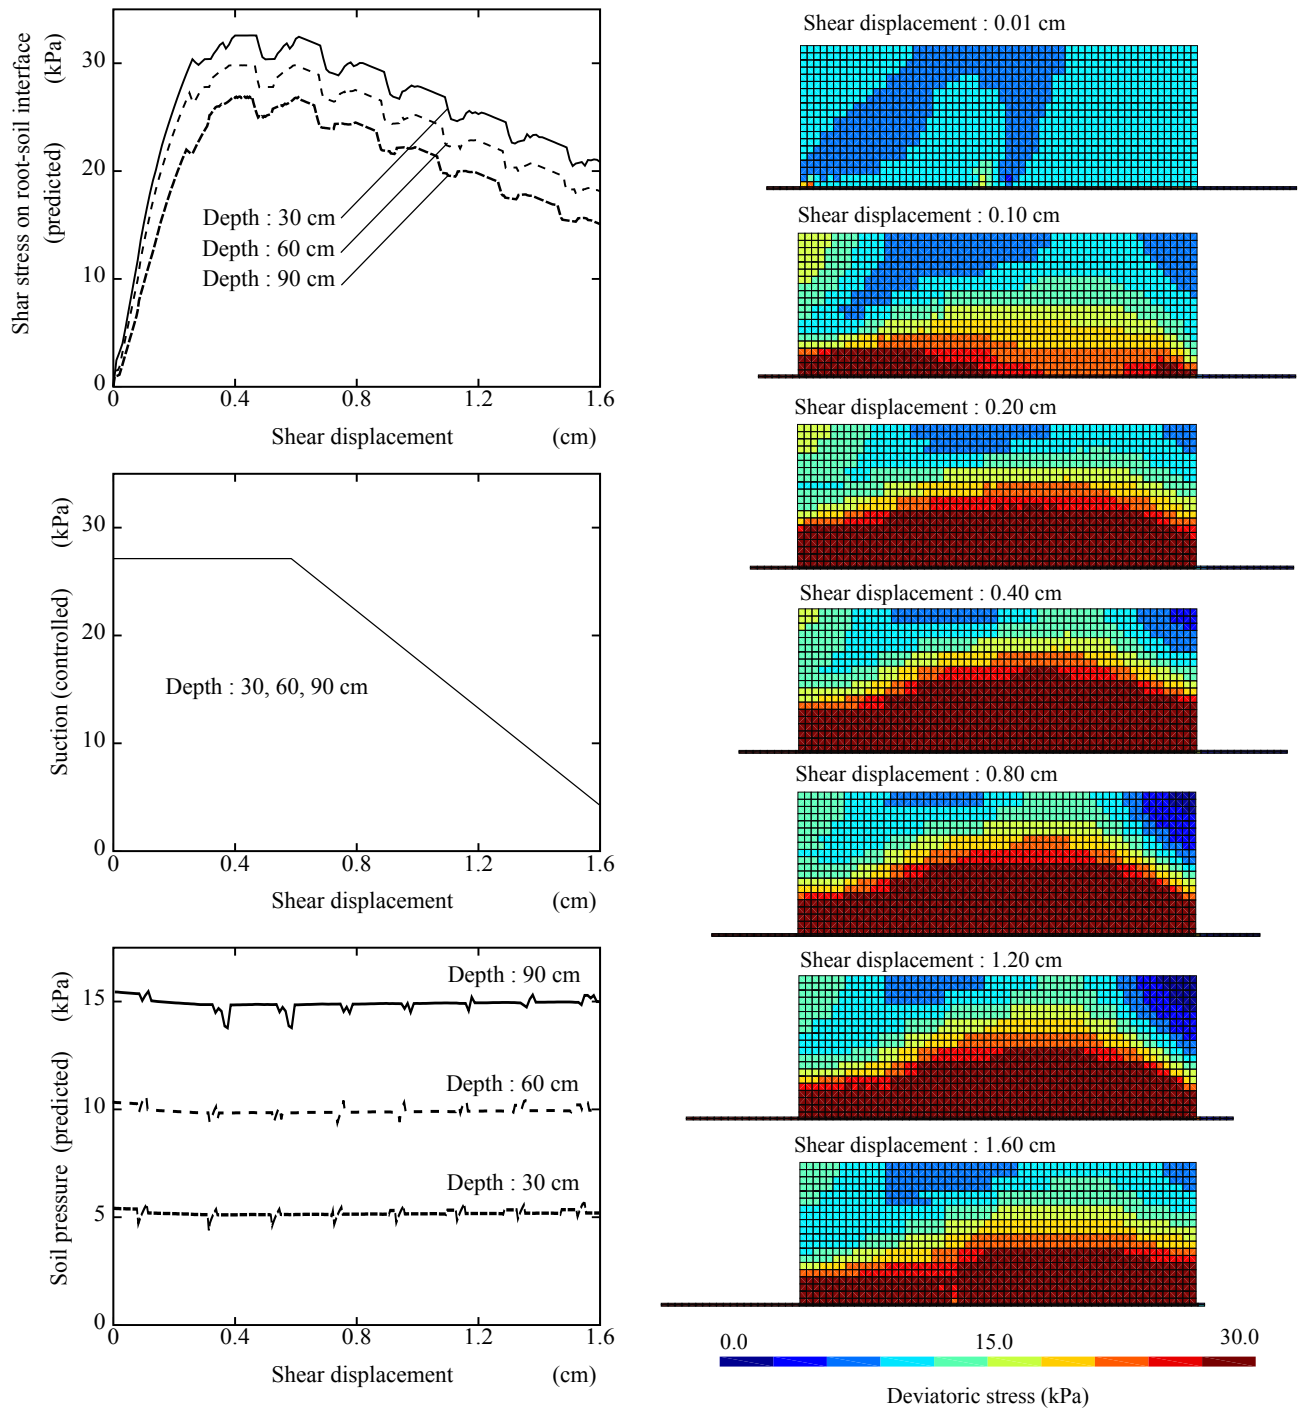 Shar stress on root-soil interface
(predicted) (kPa)
30
20
10
0
Depth : 30 cm
Depth : 60 cm
Depth : 90 cm
0 0.4 0.8 1.2 1.6
Shear displacement (cm)
Suction (controlled) (kPa)
30
20
10
0
Depth : 30, 60, 90 cm
0 0.4 0.8 1.2 1.6
Shear displacement (cm)
Soil pressure (predicted) (kPa)
15
10
5
0
Depth : 90 cm
Depth : 60 cm
Depth : 30 cm
0 0.4 0.8 1.2 1.6
Shear displacement (cm)
Shear displacement : 0.01 cm
Shear displacement : 0.10 cm
Shear displacement : 0.20 cm
Shear displacement : 0.40 cm
Shear displacement : 0.80 cm
Shear displacement : 1.20 cm
Shear displacement : 1.60 cm
0.0 15.0 30.0
Deviatoric stress (kPa)